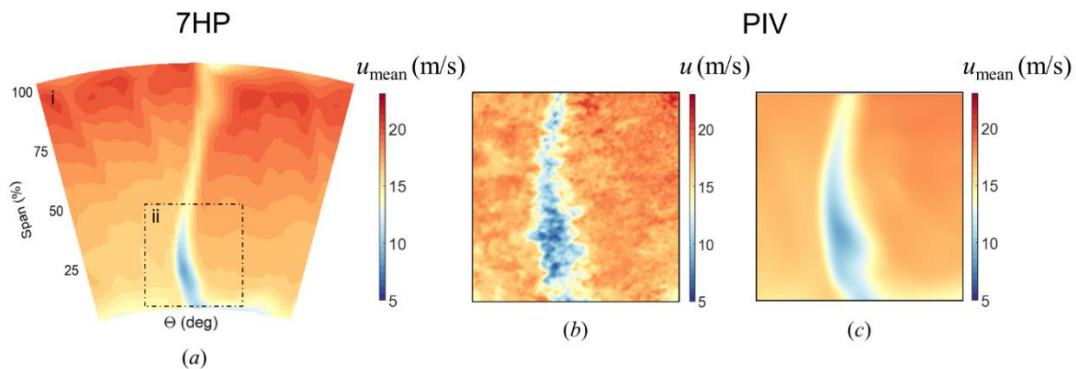 7HP
PIV
u_mean (m/s)
u (m/s)
u_mean (m/s)
i
ii
100
75
50
25
Span (%)
Θ (deg)
20
15
10
5
20
15
10
5
20
15
10
5
(a)
(b)
(c)